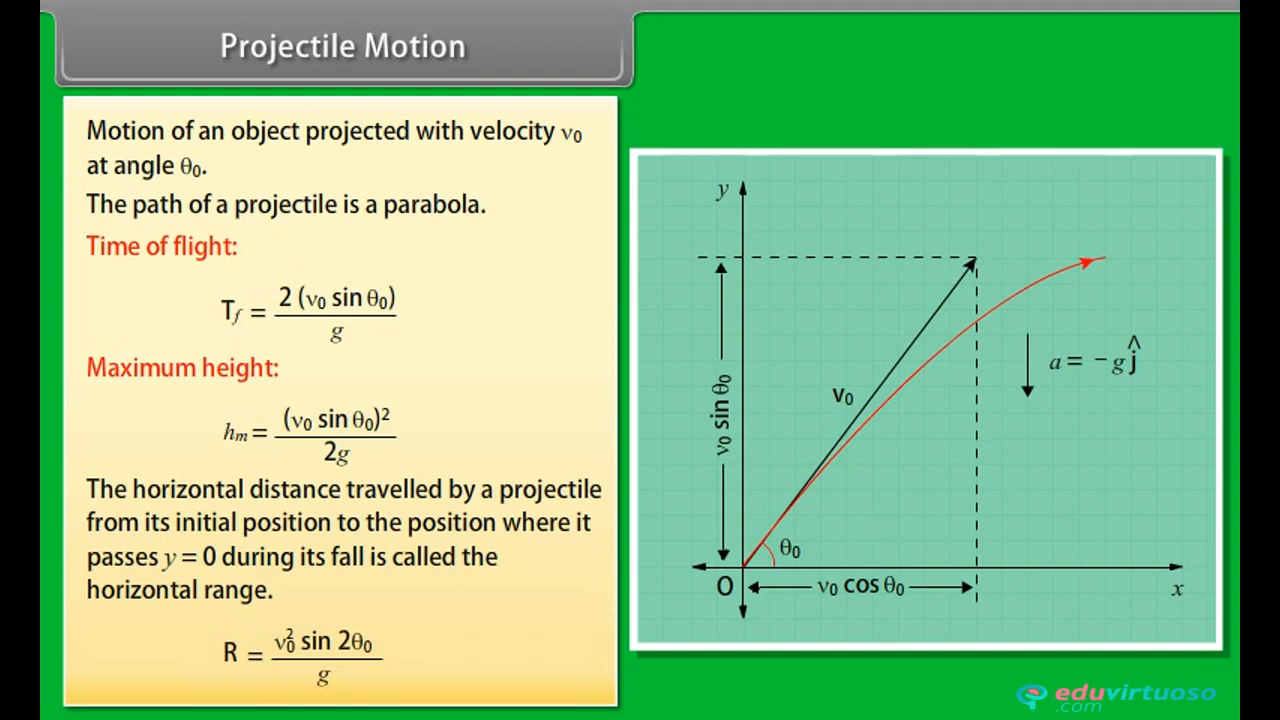 Projectile Motion
Motion of an object projected with velocity v₀
at angle θ₀.
The path of a projectile is a parabola.
Time of flight:
T_f = 2 (v₀ sin θ₀) / g
Maximum height:
h_m = (v₀ sin θ₀)² / 2g
The horizontal distance travelled by a projectile
from its initial position to the position where it
passes y = 0 during its fall is called the
horizontal range.
R = v₀² sin 2θ₀ / g
y
v₀ sin θ₀
v₀
a = −g ĵ
θ₀
O
v₀ cos θ₀
x
eduvirtuoso
.com